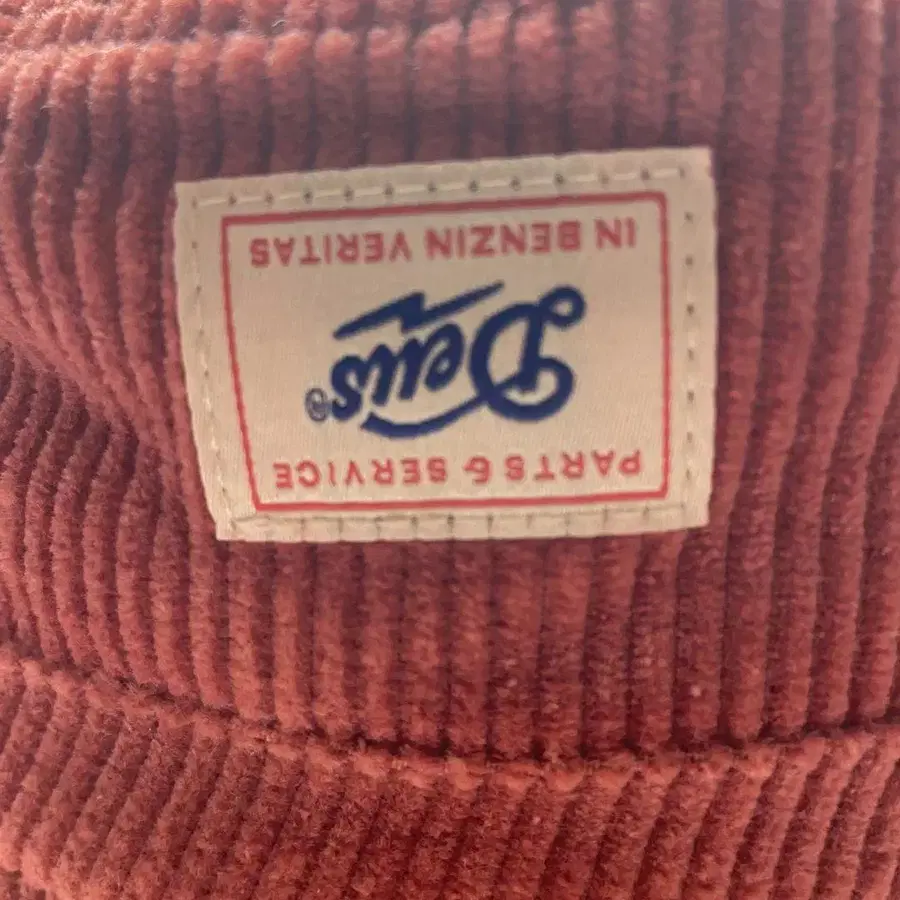 PARTS & SERVICE
Deus®
IN BENZIN VERITAS